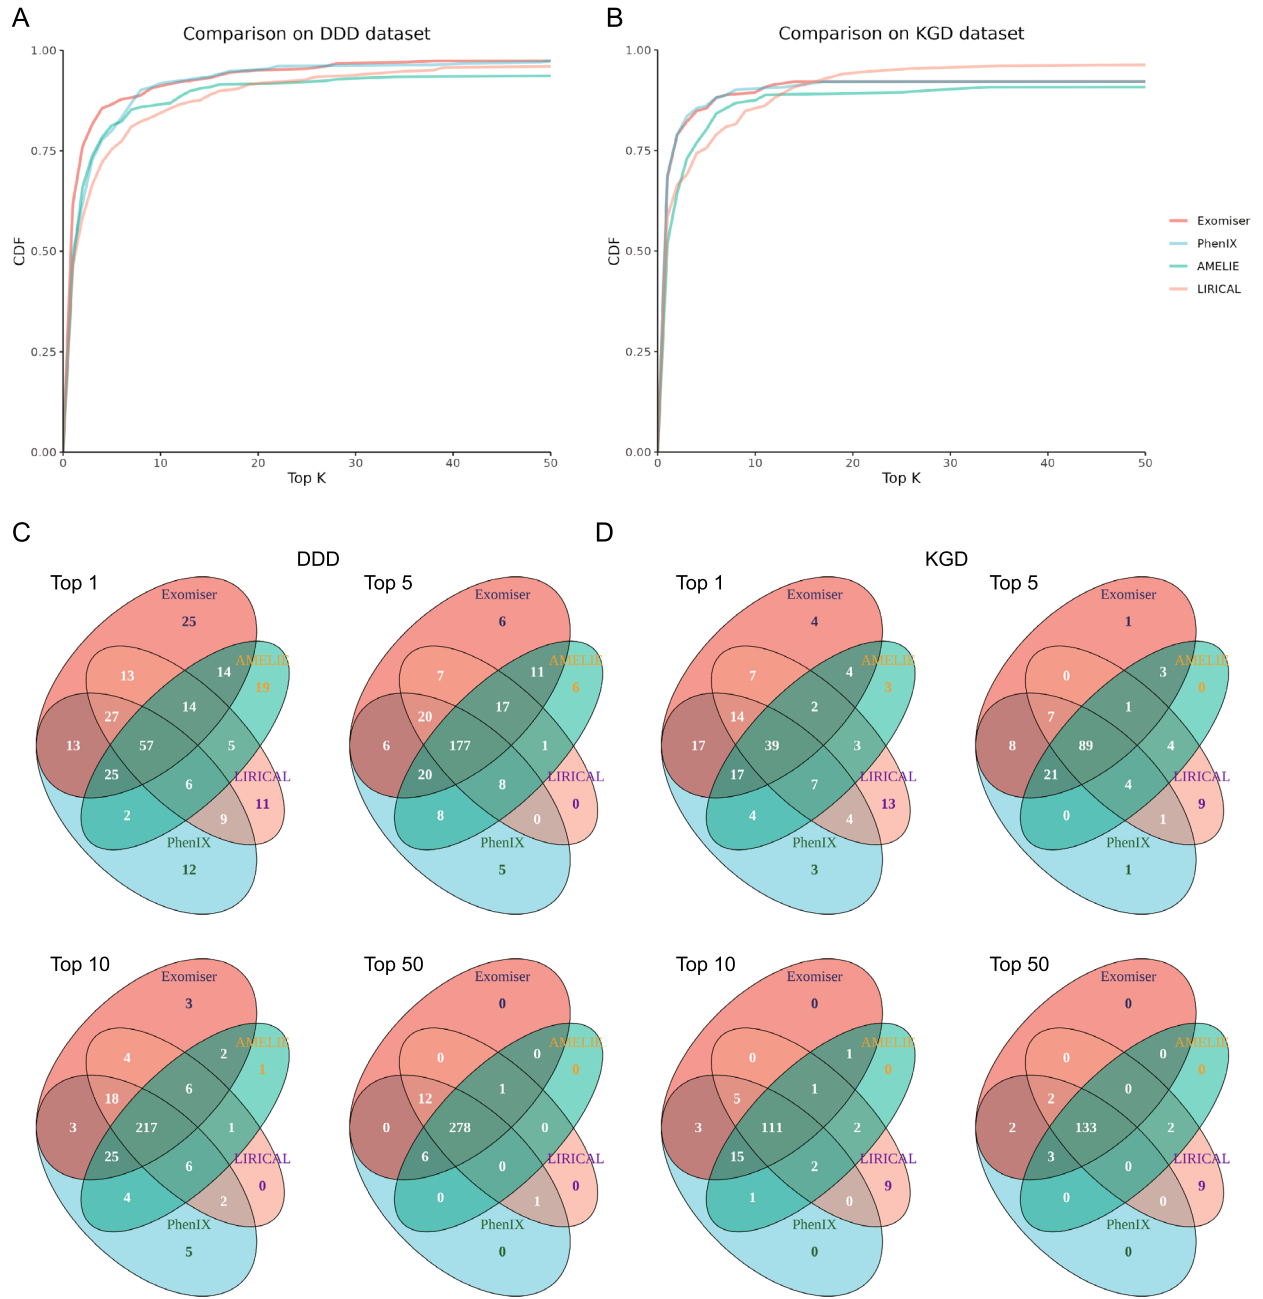 A
Comparison on DDD dataset
1.00
0.75
0.50
0.25
0.00
CDF
0 10 20 30 40 50
Top K
B
Comparison on KGD dataset
1.00
0.75
0.50
0.25
0.00
CDF
0 10 20 30 40 50
Top K
Exomiser
PhenIX
AMELIE
LIRICAL
C
DDD
Top 1
Exomiser
25
AMELIE
13 14
19
14
27
13 57 5
LIRICAL
25
6
11
2 9
PhenIX
12
Top 5
Exomiser
6
AMELIE
7 11
6
17
20
6 177 1
LIRICAL
20
8
0
8 0
PhenIX
5
Top 10
Exomiser
3
AMELIE
4 2
1
6
18
3 217 1
LIRICAL
25
6
0
4 2
PhenIX
5
Top 50
Exomiser
0
AMELIE
0 0
0
1
12
0 278 0
LIRICAL
6
0
0
0 1
PhenIX
0
D
KGD
Top 1
Exomiser
4
AMELIE
7 4
3
2
14
17 39 3
LIRICAL
17
7
13
4 4
PhenIX
3
Top 5
Exomiser
1
AMELIE
0 3
0
1
7
8 89 4
LIRICAL
21
4
9
0 1
PhenIX
1
Top 10
Exomiser
0
AMELIE
0 1
0
1
5
3 111 2
LIRICAL
15
2
9
1 0
PhenIX
0
Top 50
Exomiser
0
AMELIE
0 0
0
0
2
2 133 2
LIRICAL
3
0
9
0 0
PhenIX
0